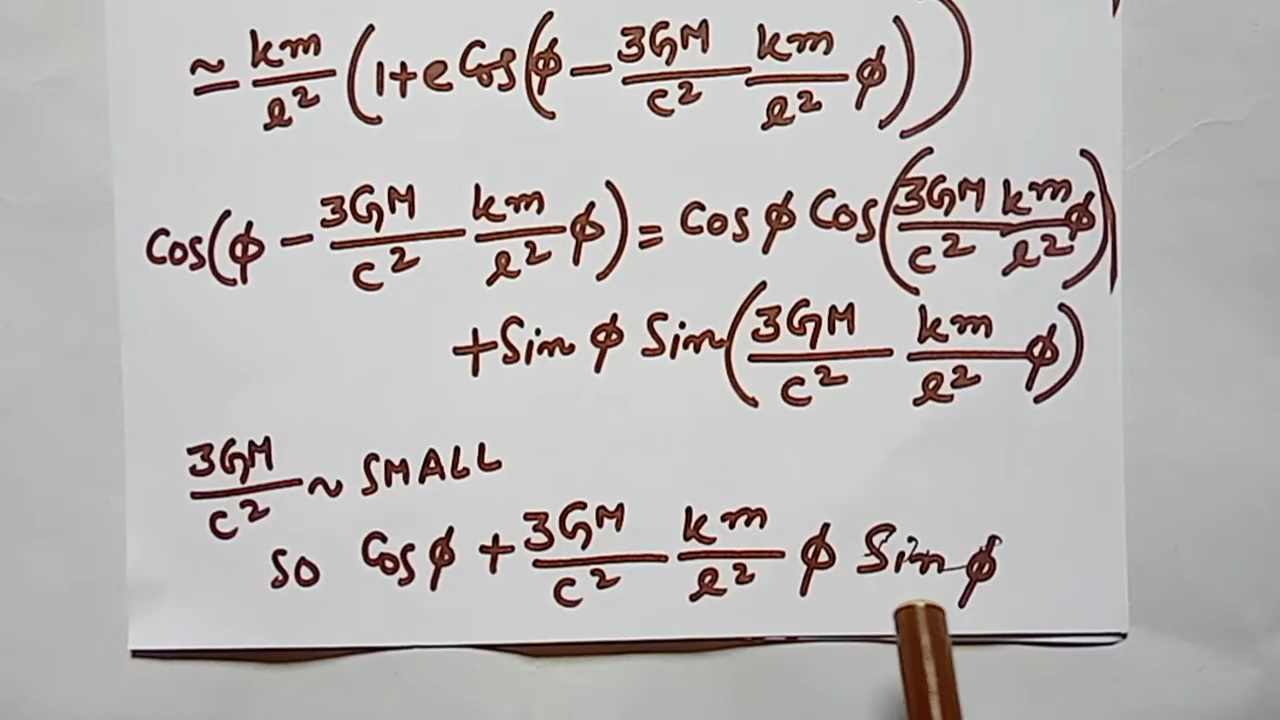 ≃ km/l² (1+e Cos(ϕ − 3GM/c² km/l² ϕ))
Cos(ϕ − 3GM/c² km/l² ϕ) = Cos ϕ Cos(3GM/c² km/l² ϕ)
+ Sin ϕ Sin(3GM/c² km/l² ϕ)
3GM/c² ~ SMALL
SO Cos ϕ + 3GM/c² km/l² ϕ Sin ϕ